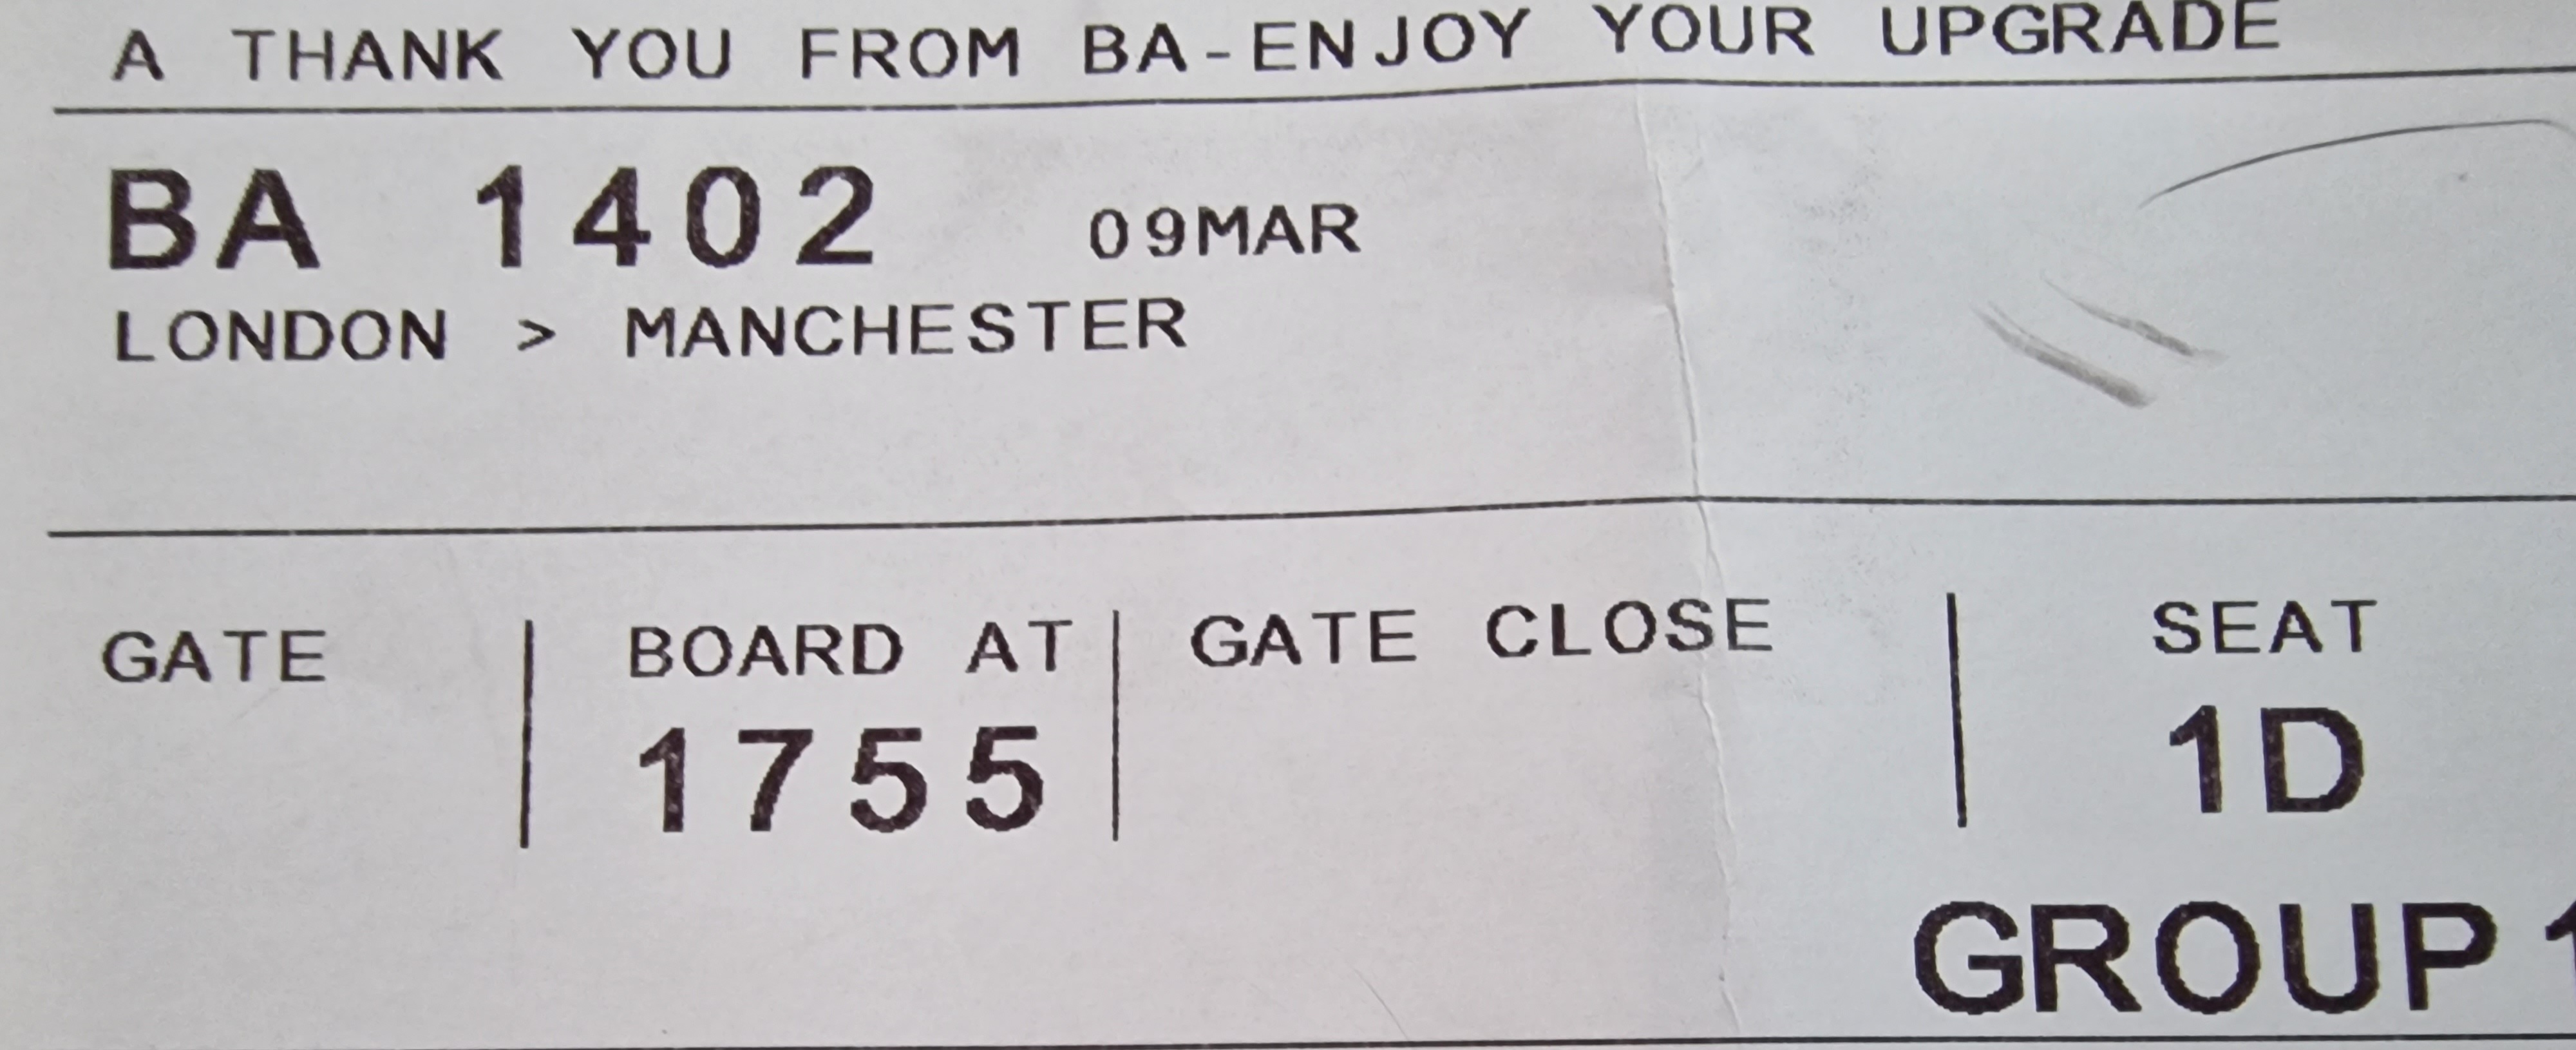 A THANK YOU FROM BA-ENJOY YOUR UPGRADE
BA 1402 09MAR
LONDON > MANCHESTER
GATE BOARD AT GATE CLOSE SEAT
1755 1D
GROUP 1